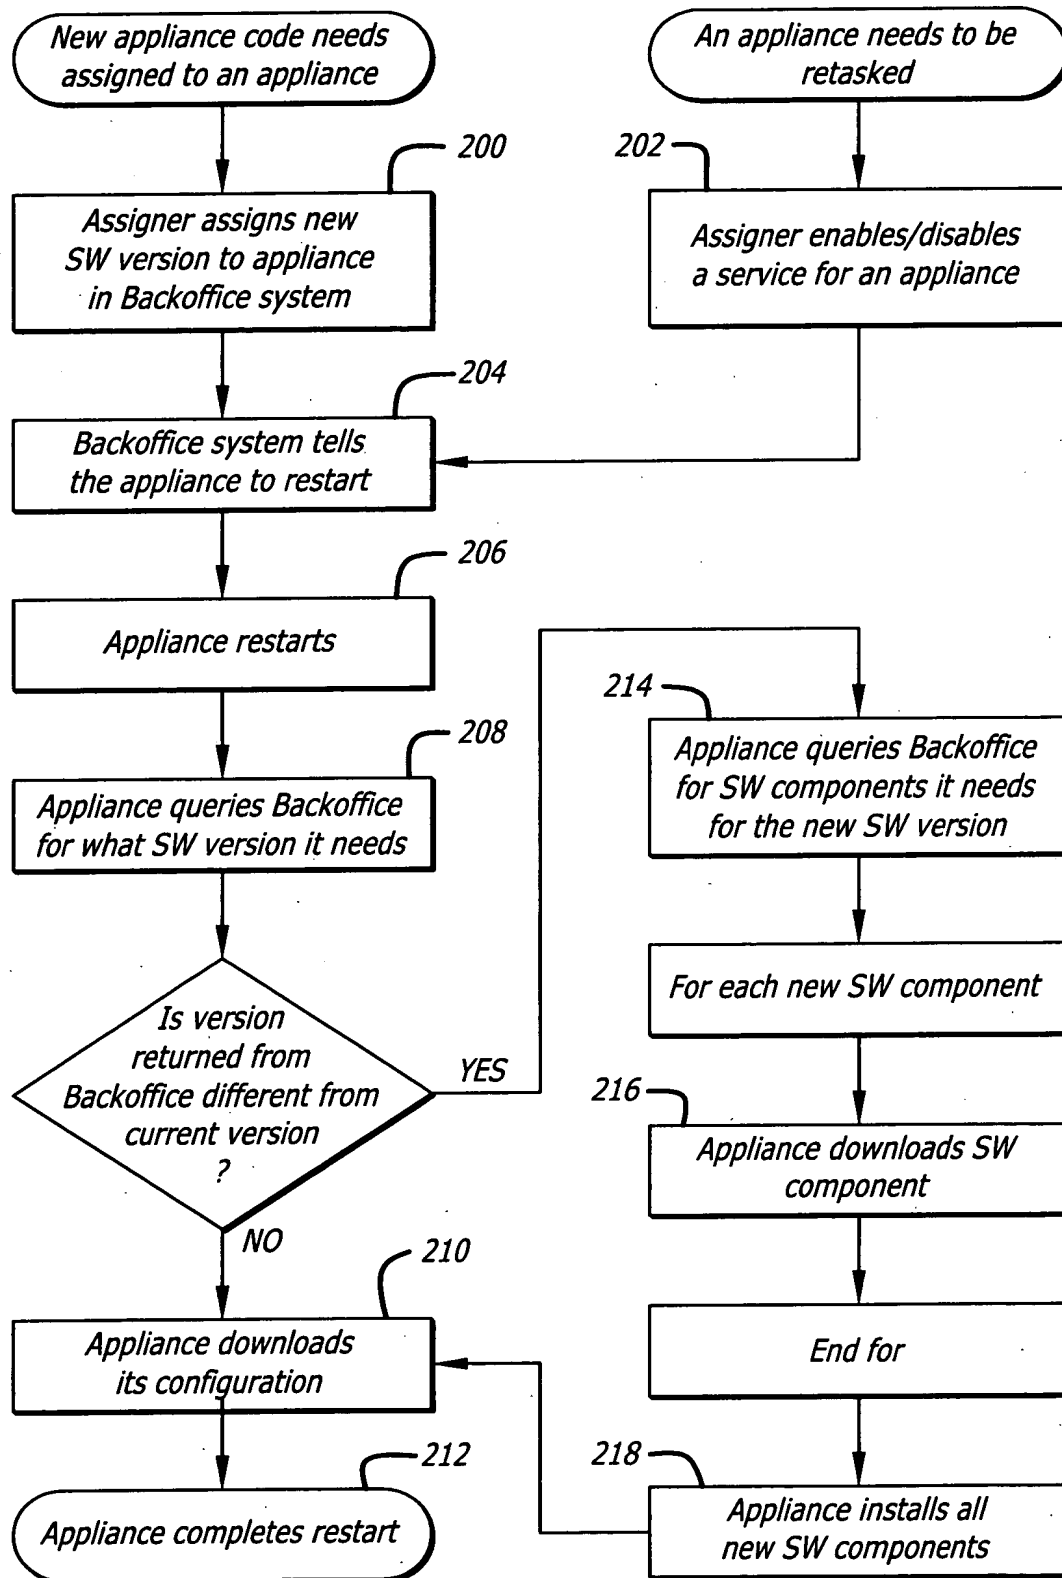 New appliance code needs
assigned to an appliance
An appliance needs to be
retasked
200
202
Assigner assigns new
SW version to appliance
in Backoffice system
Assigner enables/disables
a service for an appliance
204
Backoffice system tells
the appliance to restart
206
Appliance restarts
208
Appliance queries Backoffice
for what SW version it needs
214
Appliance queries Backoffice
for SW components it needs
for the new SW version
For each new SW component
Is version
returned from
Backoffice different from
current version
?
YES
NO
216
Appliance downloads SW
component
210
Appliance downloads
its configuration
End for
212
Appliance completes restart
218
Appliance installs all
new SW components